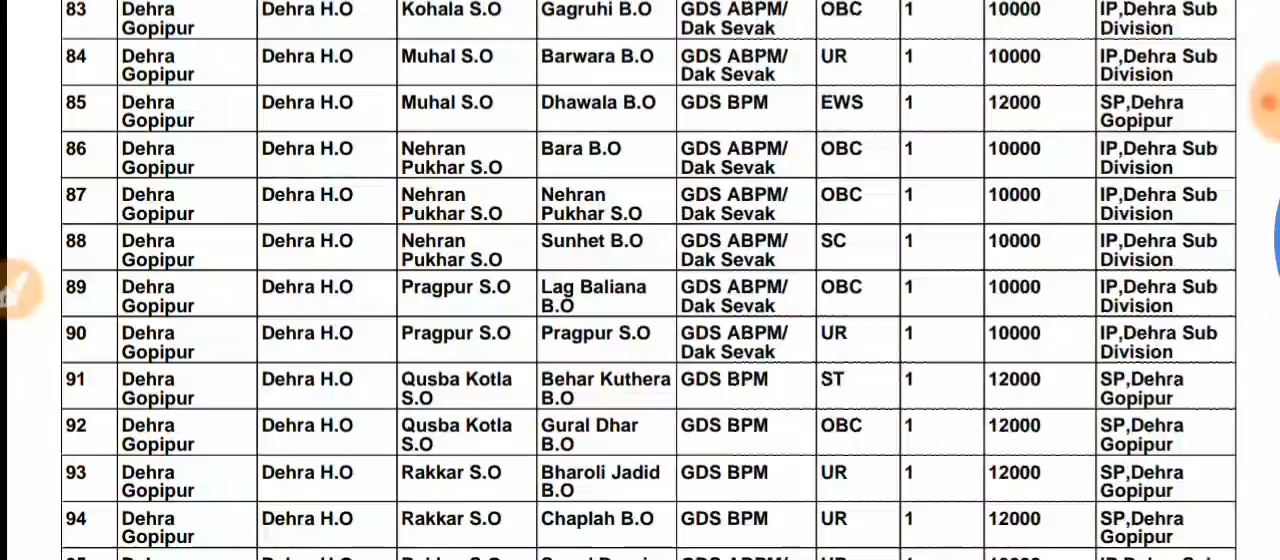 83 Dehra Dehra H.O Kohala S.O Gagruhi B.O GDS ABPM/ OBC 1 10000 IP,Dehra Sub
Gopipur Dak Sevak Division
84 Dehra Dehra H.O Muhal S.O Barwara B.O GDS ABPM/ UR 1 10000 IP,Dehra Sub
Gopipur Dak Sevak Division
85 Dehra Dehra H.O Muhal S.O Dhawala B.O GDS BPM EWS 1 12000 SP,Dehra
Gopipur Gopipur
86 Dehra Dehra H.O Nehran Bara B.O GDS ABPM/ OBC 1 10000 IP,Dehra Sub
Gopipur Pukhar S.O Dak Sevak Division
87 Dehra Dehra H.O Nehran Nehran GDS ABPM/ OBC 1 10000 IP,Dehra Sub
Gopipur Pukhar S.O Pukhar S.O Dak Sevak Division
88 Dehra Dehra H.O Nehran Sunhet B.O GDS ABPM/ SC 1 10000 IP,Dehra Sub
Gopipur Pukhar S.O Dak Sevak Division
89 Dehra Dehra H.O Pragpur S.O Lag Baliana GDS ABPM/ OBC 1 10000 IP,Dehra Sub
Gopipur B.O Dak Sevak Division
90 Dehra Dehra H.O Pragpur S.O Pragpur S.O GDS ABPM/ UR 1 10000 IP,Dehra Sub
Gopipur Dak Sevak Division
91 Dehra Dehra H.O Qusba Kotla Behar Kuthera GDS BPM ST 1 12000 SP,Dehra
Gopipur S.O B.O Gopipur
92 Dehra Dehra H.O Qusba Kotla Gural Dhar GDS BPM OBC 1 12000 SP,Dehra
Gopipur S.O B.O Gopipur
93 Dehra Dehra H.O Rakkar S.O Bharoli Jadid GDS BPM UR 1 12000 SP,Dehra
Gopipur B.O Gopipur
94 Dehra Dehra H.O Rakkar S.O Chaplah B.O GDS BPM UR 1 12000 SP,Dehra
Gopipur Gopipur